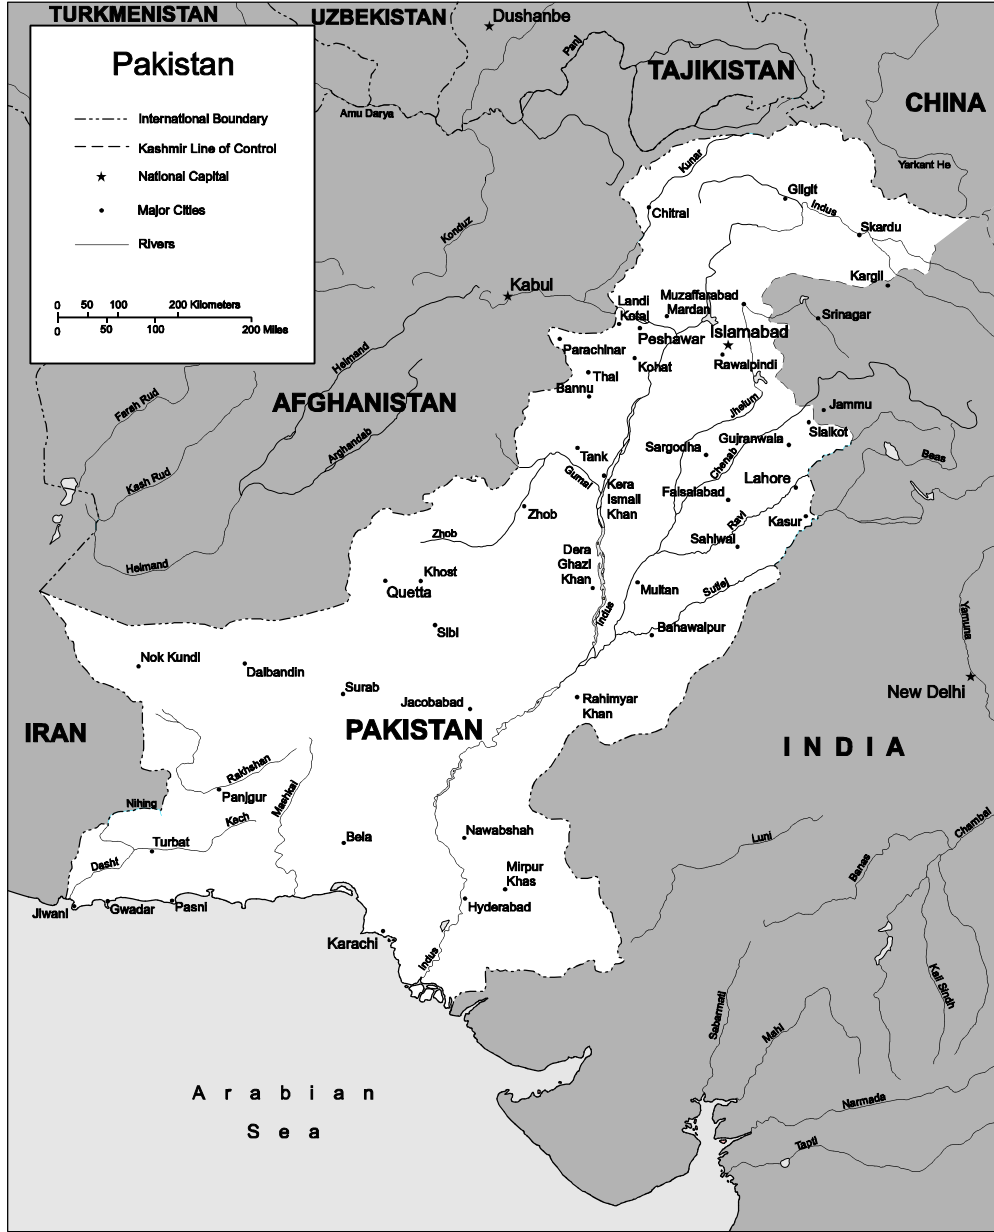 TURKMENISTAN
UZBEKISTAN
Dushanbe
Panj
TAJIKISTAN
CHINA
Pakistan
International Boundary
Kashmir Line of Control
National Capital
Major Cities
Rivers
0 50 100 200 Kilometers
0 50 100 200 Miles
Amu Darya
Yarkant He
Kunar
Gilgit
Indus
Chitral
Skardu
Konduz
Kargil
Kabul
Landi
Kotal
Muzaffarabad
Mardan
Srinagar
Islamabad
Peshawar
Parachinar
Rawalpindi
Kohat
Thal
Bannu
Helmand
Farah Rud
AFGHANISTAN
Jhelum
Jammu
Sialkot
Gujranwala
Arghandab
Sargodha
Chenab
Beas
Tank
Gumal
Kash Rud
Kera
Ismail
Khan
Lahore
Faisalabad
Zhob
Ravi
Kasur
Zhob
Sahiwal
Dera
Ghazi
Khan
Helmand
Khost
Quetta
Multan
Sutlej
Indus
Yamuna
Sibi
Bahawalpur
Nok Kundi
Dalbandin
Surab
Jacobabad
Rahimyar
Khan
New Delhi
IRAN
PAKISTAN
INDIA
Rakhshan
Panjgur
Mashkai
Nihing
Kech
Turbat
Bela
Nawabshah
Luni
Chambal
Dasht
Mirpur
Khas
Banas
Jiwani
Gwadar
Pasni
Hyderabad
Karachi
Indus
Kali Sindh
Sabarmati
Mahi
Arabian
Sea
Narmada
Tapti